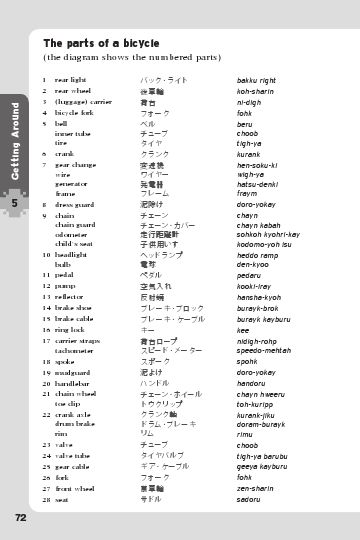 The parts of a bicycle
(the diagram shows the numbered parts)
1 rear light バック・ライト bakku right
2 rear wheel 後車輪 koh-sharin
3 (luggage) carrier 荷台 ni-digh
4 bicycle fork フォーク fohk
5 bell ベル beru
inner tube チューブ choob
tire タイヤ tigh-ya
6 crank クランク kurank
7 gear change 変速機 hen-soku-ki
wire ワイヤー wigh-ya
generator 発電器 hatsu-denki
frame フレーム fraym
8 dress guard 泥除け doro-yokay
9 chain チェーン chayn
chain guard チェーン・カバー chayn kabah
odometer 走行距離計 sohkoh kyohri-kay
child's seat 子供用いす kodomo-yoh isu
10 headlight ヘッドランプ heddo ramp
bulb 電球 den-kyoo
11 pedal ペダル pedaru
12 pump 空気入れ kooki-iray
13 reflector 反射鏡 hansha-kyoh
14 brake shoe ブレーキ・ブロック burayk-brok
15 brake cable ブレーキ・ケーブル burayk kayburu
16 ring lock キー kee
17 carrier straps 荷台ロープ nidigh-rohp
tachometer スピード・メーター speedo-mehtah
18 spoke スポーク spohk
19 mudguard 泥よけ doro-yokay
20 handlebar ハンドル handoru
21 chain wheel チェーン・ホイール chayn hweeru
toe clip トウクリップ toh-kuripp
22 crank axle クランク軸 kurank-jiku
drum brake ドラム・ブレーキ doram-burayk
rim リム rimu
23 valve チューブ choob
24 valve tube タイヤバルブ tigh-ya barubu
25 gear cable ギア・ケーブル geeya kayburu
26 fork フォーク fohk
27 front wheel 前車輪 zen-sharin
28 seat サドル sadoru
Getting Around
5
72